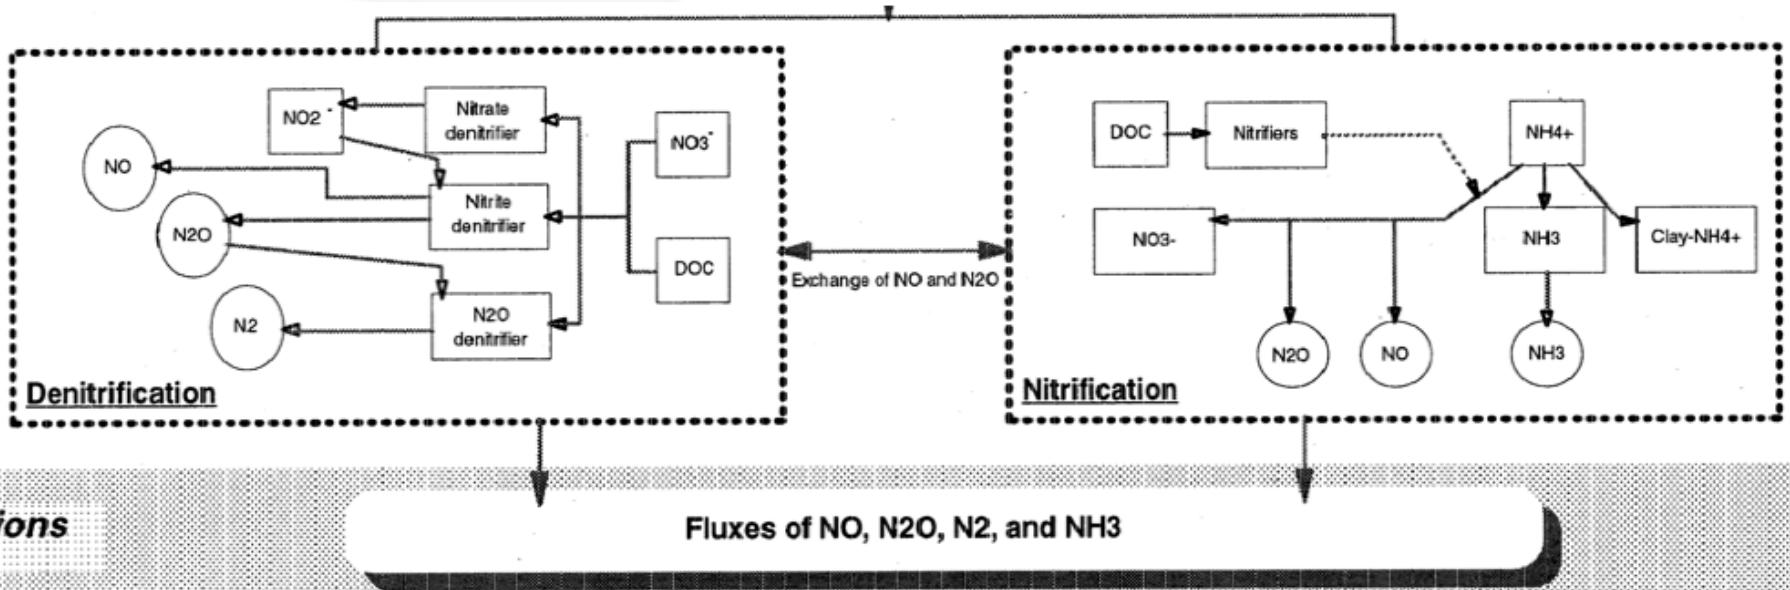 NO2⁻
Nitrate
denitrifier
NO3⁻
NO
Nitrite
denitrifier
N2O
DOC
N2
N2O
denitrifier
Denitrification
Exchange of NO and N2O
DOC
Nitrifiers
NH4+
NO3-
NH3
Clay-NH4+
N2O
NO
NH3
Nitrification
ions
Fluxes of NO, N2O, N2, and NH3